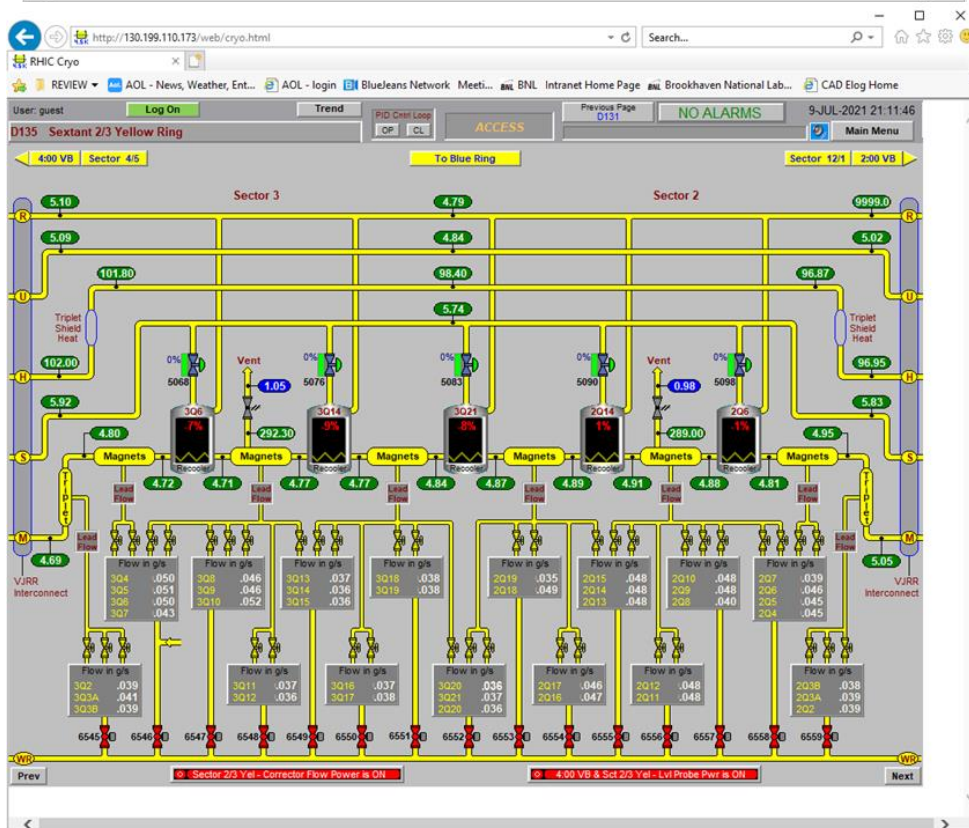 http://130.199.110.173/web/cryo.html
Search...
RHIC Cryo
REVIEW
AOL - News, Weather, Ent...
AOL - login
BlueJeans Network Meeti...
BNL Intranet Home Page
Brookhaven National Lab...
CAD Elog Home
User: guest
Log On
Trend
PID Cntrl Loop
OP CL
ACCESS
Previous Page
D131
NO ALARMS
9-JUL-2021 21:11:46
D135 Sextant 2/3 Yellow Ring
Main Menu
4:00 VB Sector 4/5
To Blue Ring
Sector 12/1 2:00 VB
Sector 3
Sector 2
5.10
4.79
9999.0
R
R
5.09
4.84
5.02
U
U
101.80
98.40
96.87
5.74
Triplet
Shield
Heat
Triplet
Shield
Heat
102.00
96.95
H
H
0%
5068
Vent
0%
5076
0%
5083
0%
5090
Vent
0%
5098
1.05
0.98
5.92
5.83
3Q6
-.7%
3Q14
-.9%
3Q21
-.8%
2Q14
1%
2Q6
-.1%
4.80
292.30
289.00
4.95
S
S
Magnets
Magnets
Magnets
Magnets
Magnets
Magnets
Recooler
Recooler
Recooler
Recooler
Recooler
4.72
4.71
4.77
4.77
4.84
4.87
4.89
4.91
4.88
4.81
Triplet
Triplet
Lead
Flow
Lead
Flow
Lead
Flow
Lead
Flow
Lead
Flow
Lead
Flow
Lead
Flow
Lead
Flow
M
M
4.69
5.05
VJRR
Interconnect
VJRR
Interconnect
Flow in g/s
3Q4 .050
3Q5 .051
3Q6 .050
3Q7 .043
Flow in g/s
3Q8 .046
3Q9 .046
3Q10 .052
Flow in g/s
3Q13 .037
3Q14 .036
3Q15 .036
Flow in g/s
3Q18 .038
3Q19 .038
Flow in g/s
2Q19 .035
2Q18 .049
Flow in g/s
2Q15 .048
2Q14 .048
2Q13 .048
Flow in g/s
2Q10 .048
2Q9 .048
2Q8 .040
Flow in g/s
2Q7 .039
2Q6 .046
2Q5 .045
2Q4 .045
Flow in g/s
3Q2 .039
3Q3A .041
3Q3B .039
Flow in g/s
3Q11 .037
3Q12 .036
Flow in g/s
3Q16 .037
3Q17 .038
Flow in g/s
3Q20 .036
3Q21 .037
2Q20 .036
Flow in g/s
2Q17 .046
2Q16 .047
Flow in g/s
2Q12 .048
2Q11 .048
Flow in g/s
2Q3B .038
2Q3A .039
2Q2 .039
6545
6546
6547
6548
6549
6550
6551
6552
6553
6554
6555
6556
6557
6558
6559
WR
WR
Prev
Sector 2/3 Yel - Corrector Flow Power is ON
4:00 VB & Sct 2/3 Yel - Lvl Probe Pwr is ON
Next